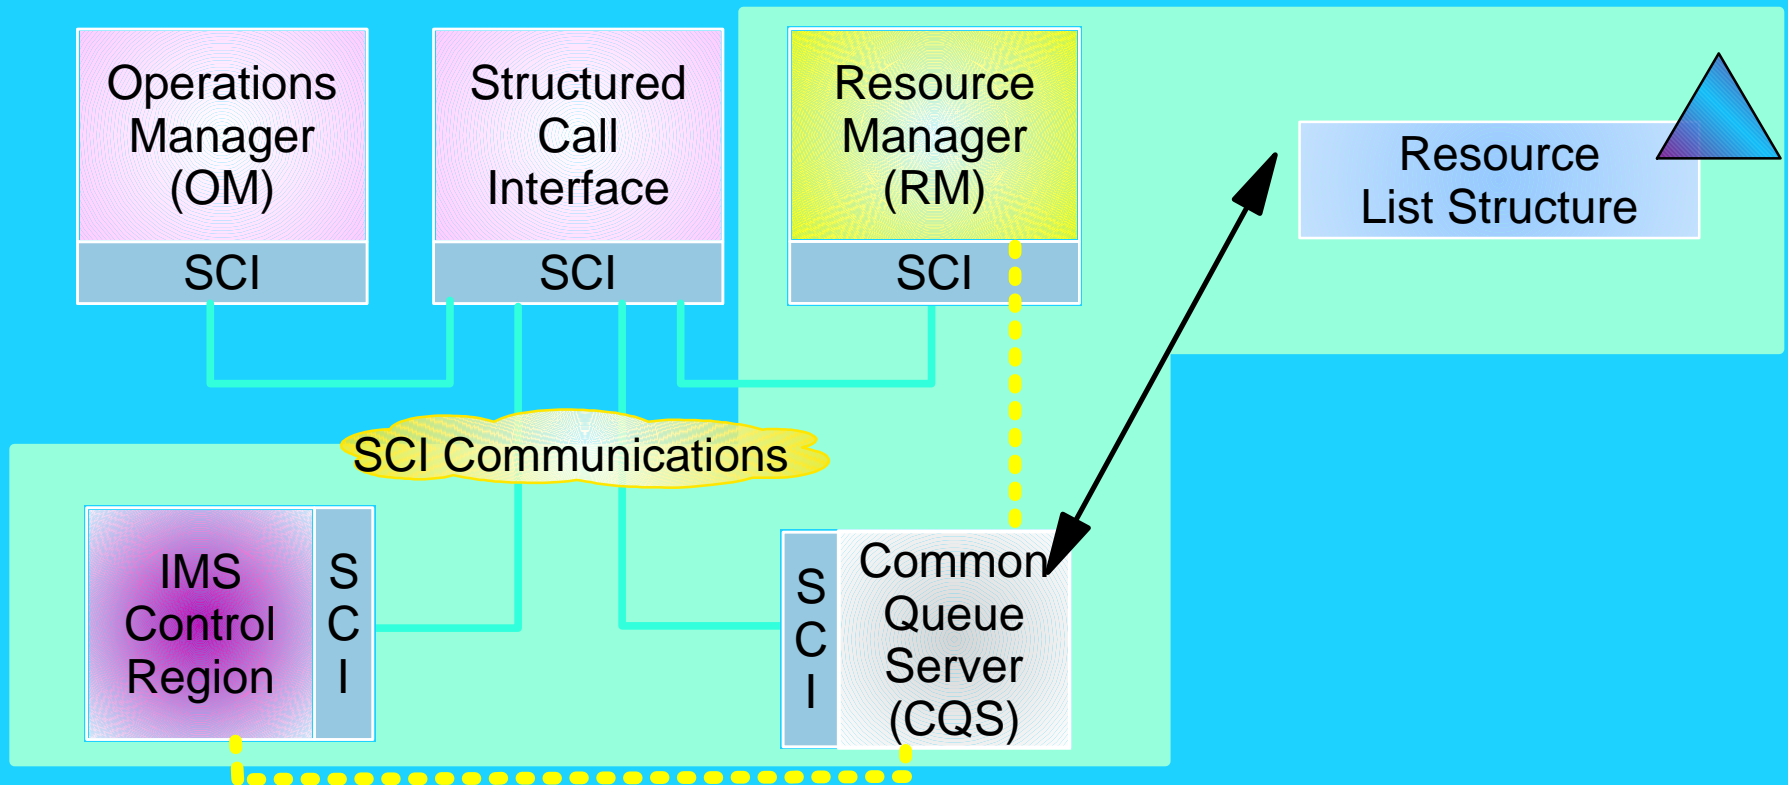 Operations
Manager
(OM)
SCI
Structured
Call
Interface
SCI
Resource
Manager
(RM)
SCI
Resource
List Structure
SCI Communications
IMS
Control
Region
S
C
I
S
C
I
Common
Queue
Server
(CQS)